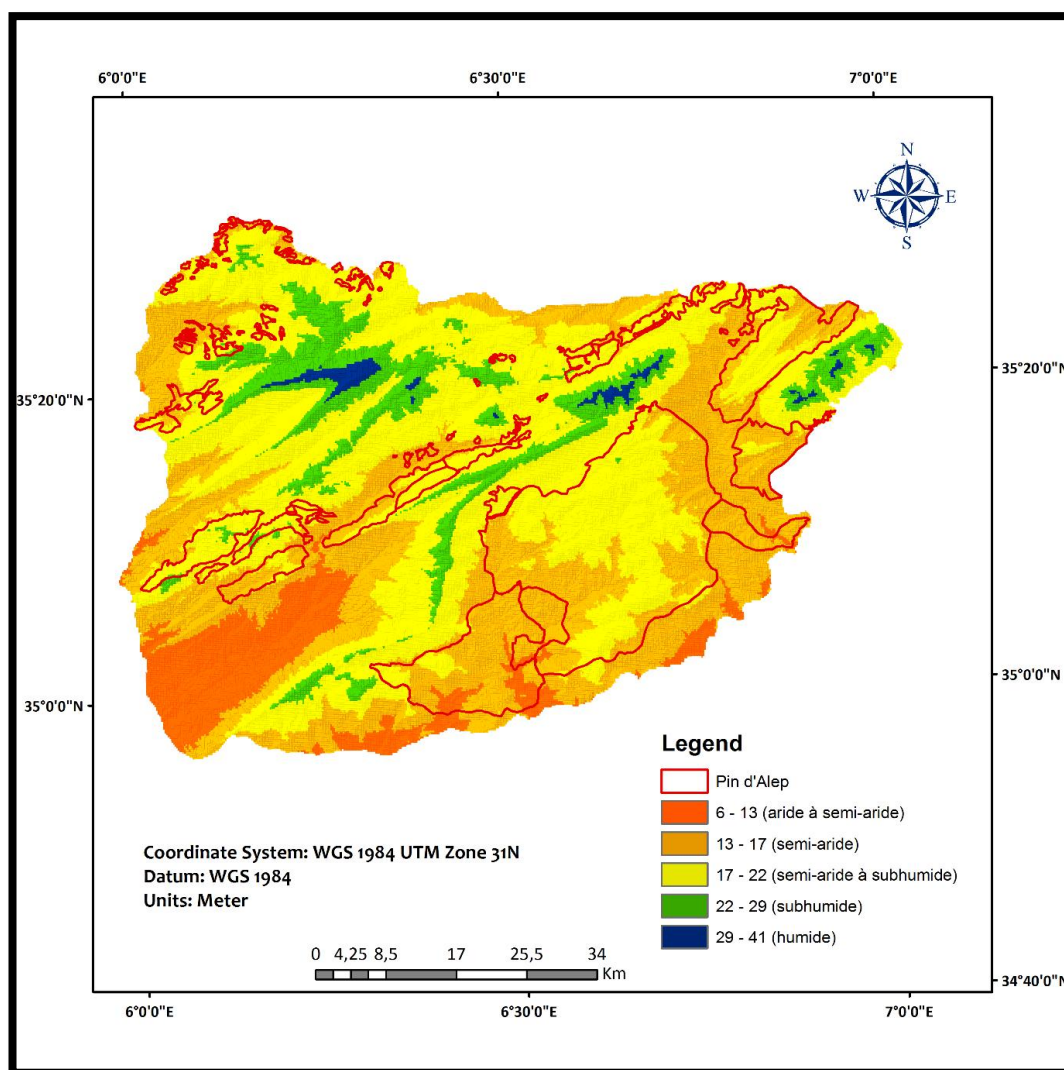 6°0'0"E 6°30'0"E 7°0'0"E
N
W E
S
35°20'0"N 35°20'0"N
35°0'0"N 35°0'0"N
Legend
Pin d'Alep
6 - 13 (aride à semi-aride)
13 - 17 (semi-aride)
17 - 22 (semi-aride à subhumide)
22 - 29 (subhumide)
29 - 41 (humide)
Coordinate System: WGS 1984 UTM Zone 31N
Datum: WGS 1984
Units: Meter
0 4,25 8,5 17 25,5 34
Km
34°40'0"N
6°0'0"E 6°30'0"E 7°0'0"E